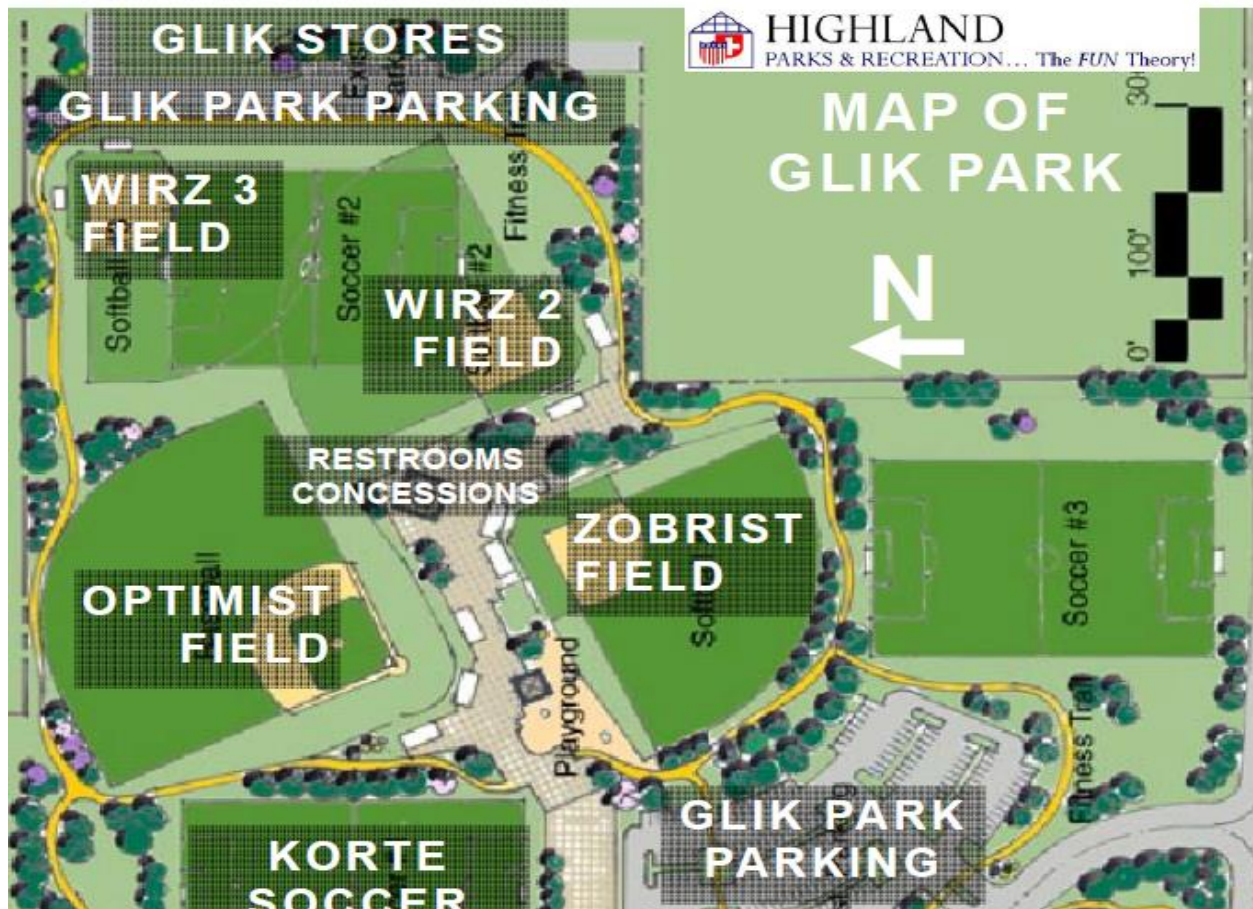 GLIK STORES
HIGHLAND
PARKS & RECREATION... The FUN Theory!
GLIK PARK PARKING
MAP OF
GLIK PARK
WIRZ 3
FIELD
Softball
Soccer #2
Fitness
WIRZ 2
FIELD
#2
N
100'
0'
RESTROOMS
CONCESSIONS
ZOBRIST
FIELD
Soccer #3
OPTIMIST
FIELD
Playground
Fitness Trail
GLIK PARK
PARKING
KORTE
SOCCER